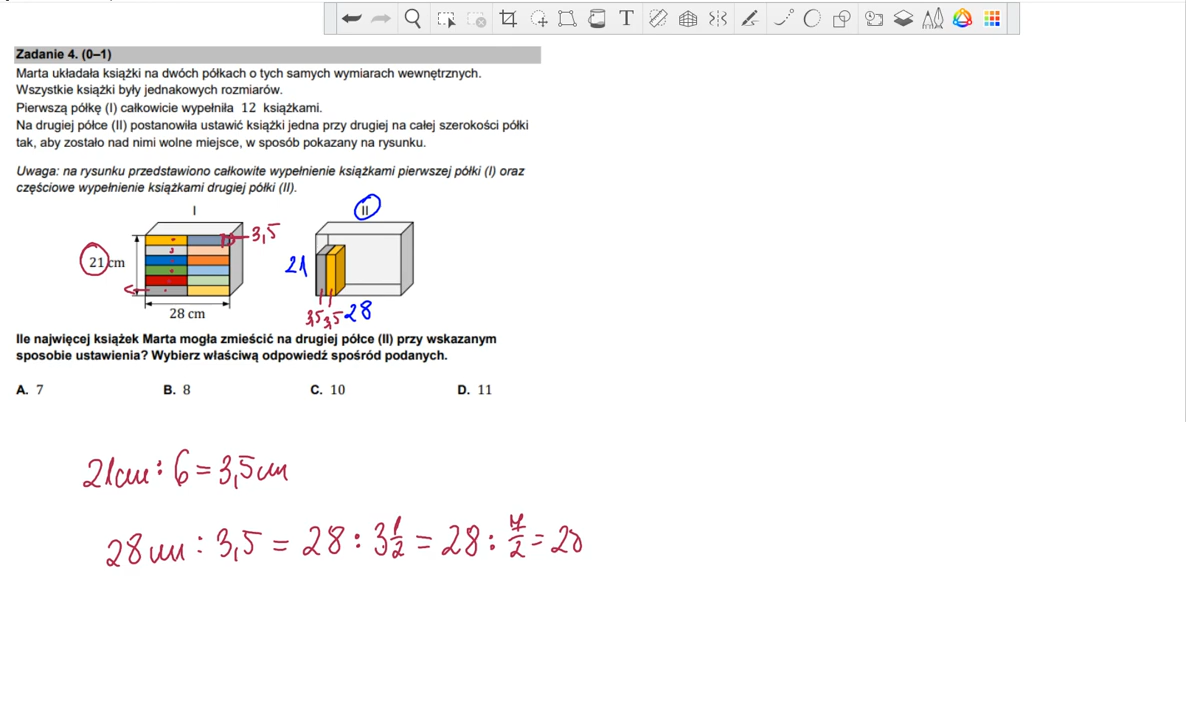 Zadanie 4. (0–1)
Marta układała książki na dwóch półkach o tych samych wymiarach wewnętrznych.
Wszystkie książki były jednakowych rozmiarów.
Pierwszą półkę (I) całkowicie wypełniła 12 książkami.
Na drugiej półce (II) postanowiła ustawić książki jedna przy drugiej na całej szerokości półki
tak, aby zostało nad nimi wolne miejsce, w sposób pokazany na rysunku.
Uwaga: na rysunku przedstawiono całkowite wypełnienie książkami pierwszej półki (I) oraz
częściowe wypełnienie książkami drugiej półki (II).
I
II
3,5
21 cm
21
28 cm
3,5 3,5 28
Ile najwięcej książek Marta mogła zmieścić na drugiej półce (II) przy wskazanym
sposobie ustawienia? Wybierz właściwą odpowiedź spośród podanych.
A. 7 B. 8 C. 10 D. 11
21cm : 6 = 3,5cm
28cm : 3,5 = 28 : 3 1/2 = 28 : 7/2 = 28